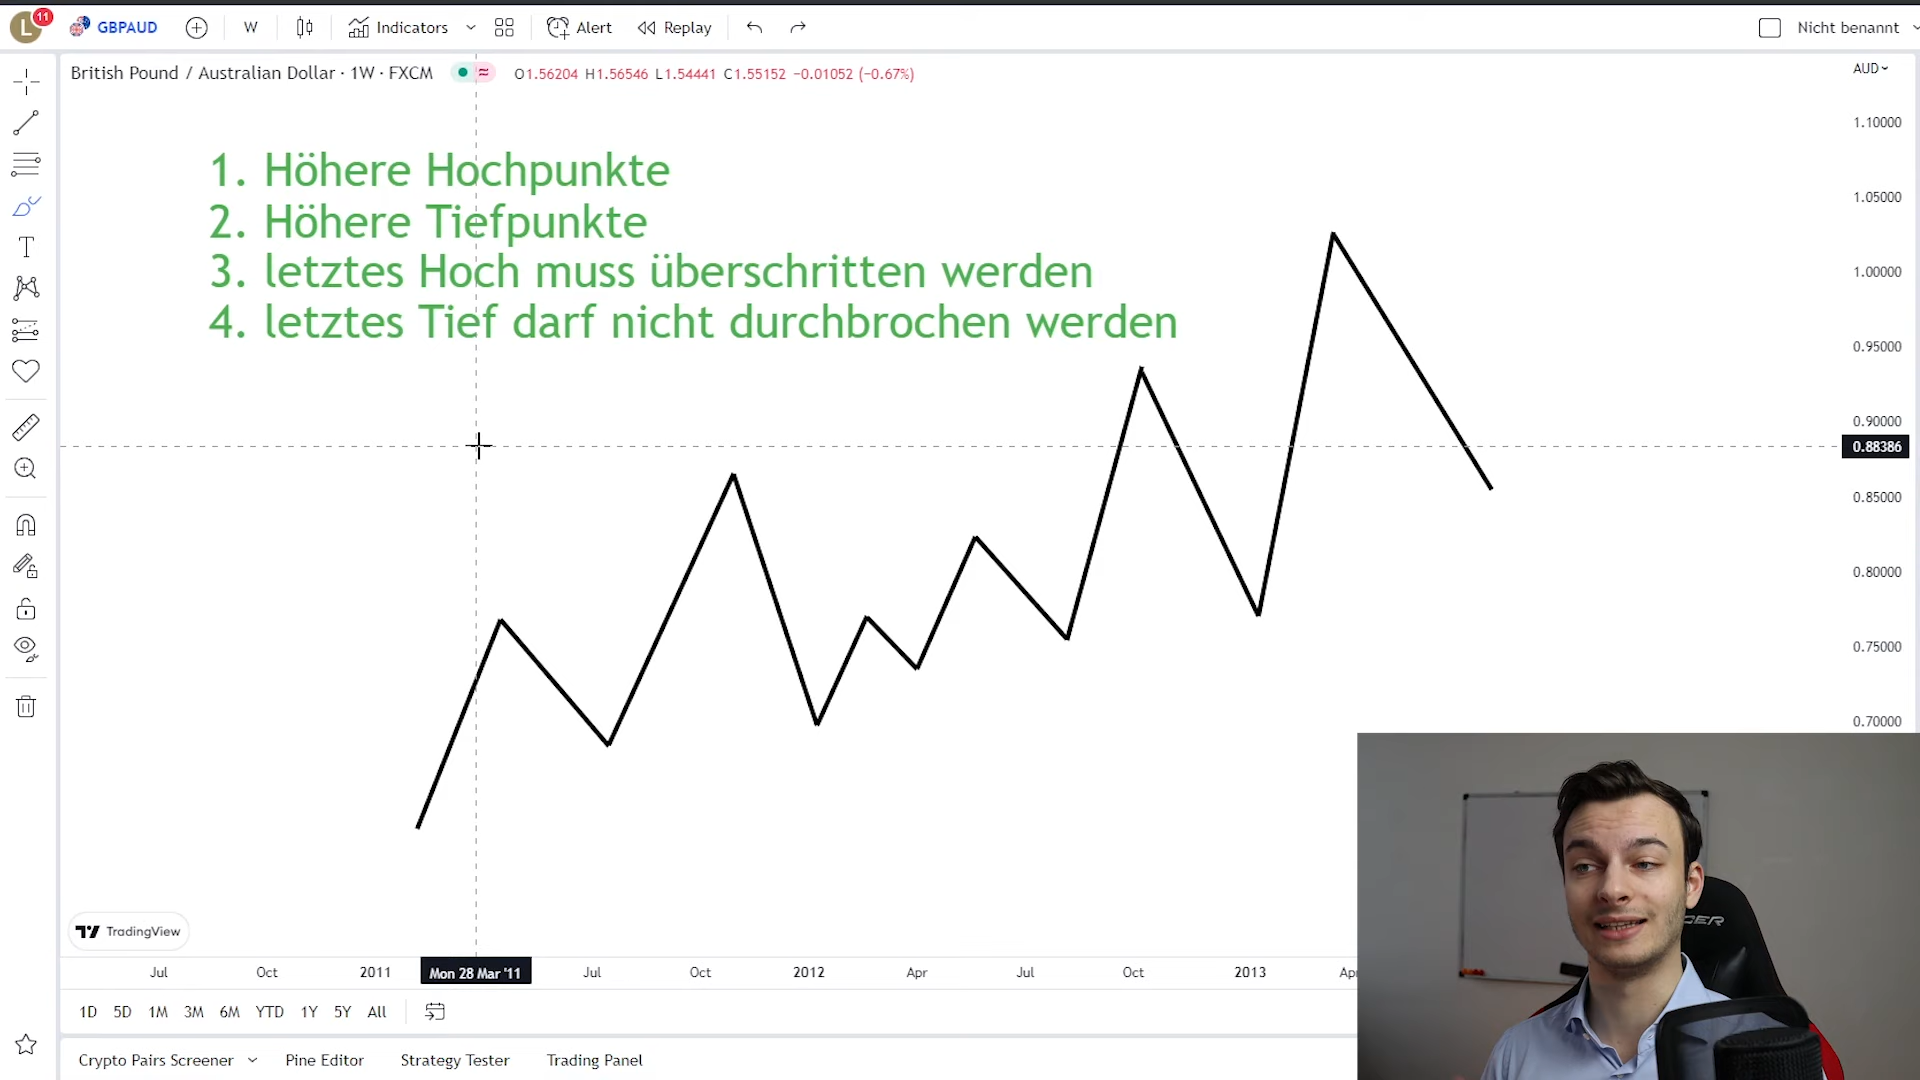 L 11 GBPAUD W Indicators Alert Replay Nicht benannt
British Pound / Australian Dollar · 1W · FXCM ≈ O1.56204 H1.56546 L1.54441 C1.55152 −0.01052 (−0.67%) AUD
1. Höhere Hochpunkte
2. Höhere Tiefpunkte
3. letztes Hoch muss überschritten werden
4. letztes Tief darf nicht durchbrochen werden
1.10000
1.05000
1.00000
0.95000
0.90000
0.88386
0.85000
0.80000
0.75000
0.70000
TradingView
Jul Oct 2011 Mon 28 Mar '11 Jul Oct 2012 Apr Jul Oct 2013
1D 5D 1M 3M 6M YTD 1Y 5Y All
Crypto Pairs Screener Pine Editor Strategy Tester Trading Panel